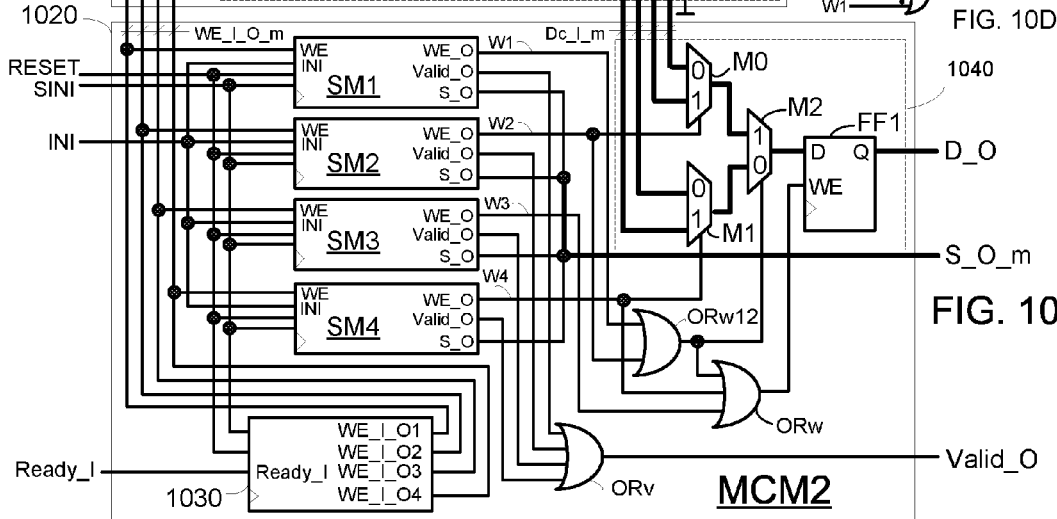 W1
FIG. 10D
1020
WE_I_O_m
Dc_I_m
RESET
SINI
INI
WE
INI
SM1
WE_O
Valid_O
S_O
W1
WE
INI
SM2
WE_O
Valid_O
S_O
W2
WE
INI
SM3
WE_O
Valid_O
S_O
W3
WE
INI
SM4
WE_O
Valid_O
S_O
W4
0
1
M0
0
1
M1
M2
1
0
1040
FF1
D Q
WE
D_O
S_O_m
FIG. 10
ORw12
ORw
Ready_I
1030
Ready_I
WE_I_O1
WE_I_O2
WE_I_O3
WE_I_O4
ORv
Valid_O
MCM2